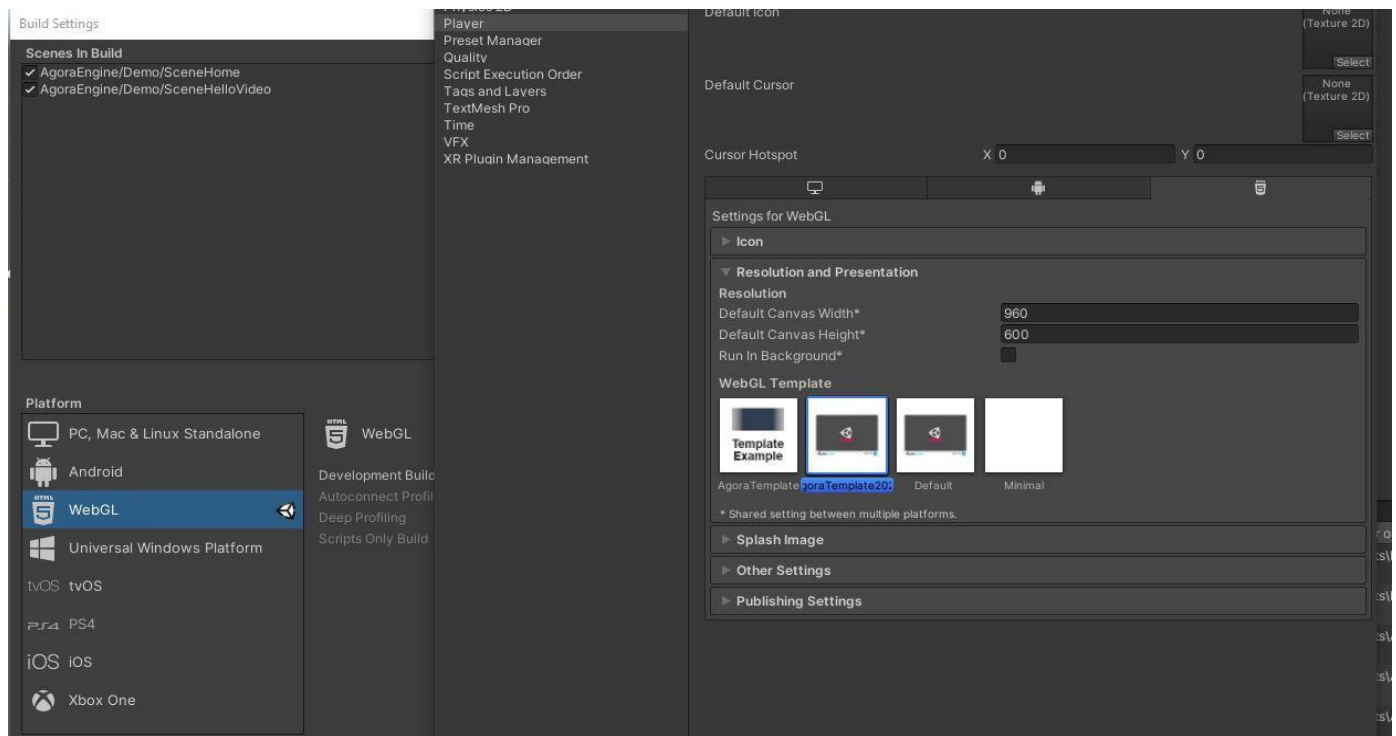 Build Settings
Scenes In Build
AgoraEngine/Demo/SceneHome
AgoraEngine/Demo/SceneHelloVideo
Platform
PC, Mac & Linux Standalone
Android
WebGL
Universal Windows Platform
tvOS tvOS
PS4 PS4
iOS iOS
Xbox One
HTML
WebGL
Development Build
Autoconnect Profil
Deep Profiling
Scripts Only Build
Physics 2D
Player
Preset Manager
Quality
Script Execution Order
Tags and Layers
TextMesh Pro
Time
VFX
XR Plugin Management
Default Icon
None
(Texture 2D)
Select
Default Cursor
None
(Texture 2D)
Select
Cursor Hotspot X 0 Y 0
Settings for WebGL
Icon
Resolution and Presentation
Resolution
Default Canvas Width* 960
Default Canvas Height* 600
Run In Background*
WebGL Template
Template
Example
AgoraTemplate goraTemplate202 Default Minimal
* Shared setting between multiple platforms.
Splash Image
Other Settings
Publishing Settings